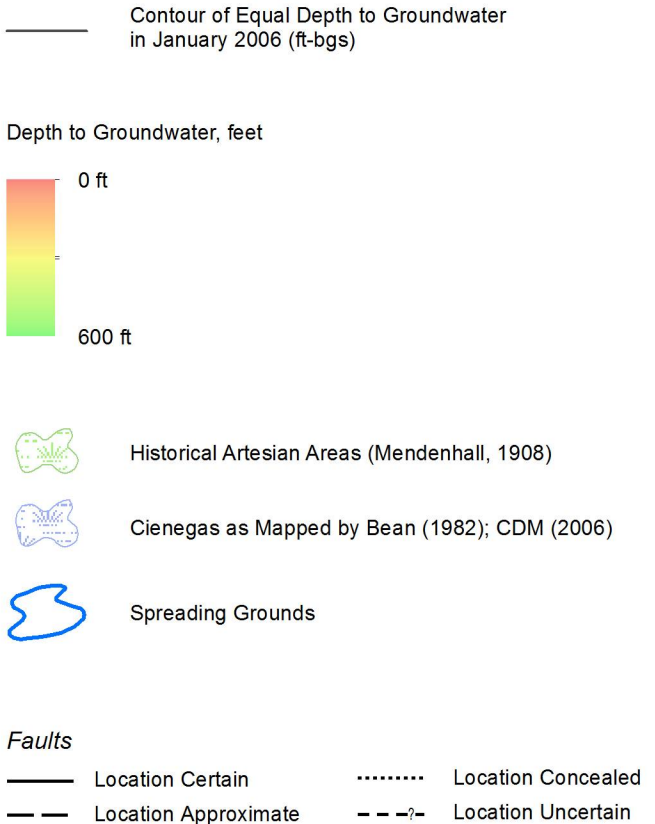 Contour of Equal Depth to Groundwater
in January 2006 (ft-bgs)
Depth to Groundwater, feet
0 ft
600 ft
Historical Artesian Areas (Mendenhall, 1908)
Cienegas as Mapped by Bean (1982); CDM (2006)
Spreading Grounds
Faults
Location Certain
Location Concealed
Location Approximate
? Location Uncertain